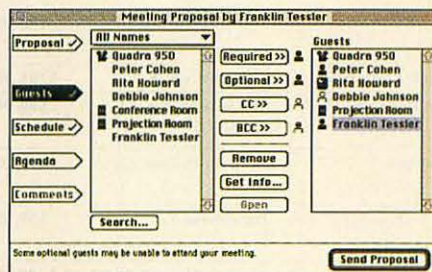 Meeting Proposal by Franklin Tessler
Proposal
Guests
Schedule
Agenda
Comments
All Names
Quadra 950
Peter Cohen
Rita Howard
Debbie Johnson
Conference Room
Projection Room
Franklin Tessler
Search...
Required >>
Optional >>
CC >>
BCC >>
Remove
Get Info...
Open
Guests
Quadra 950
Peter Cohen
Rita Howard
Debbie Johnson
Projection Room
Franklin Tessler
Some optional guests may be unable to attend your meeting.
Send Proposal